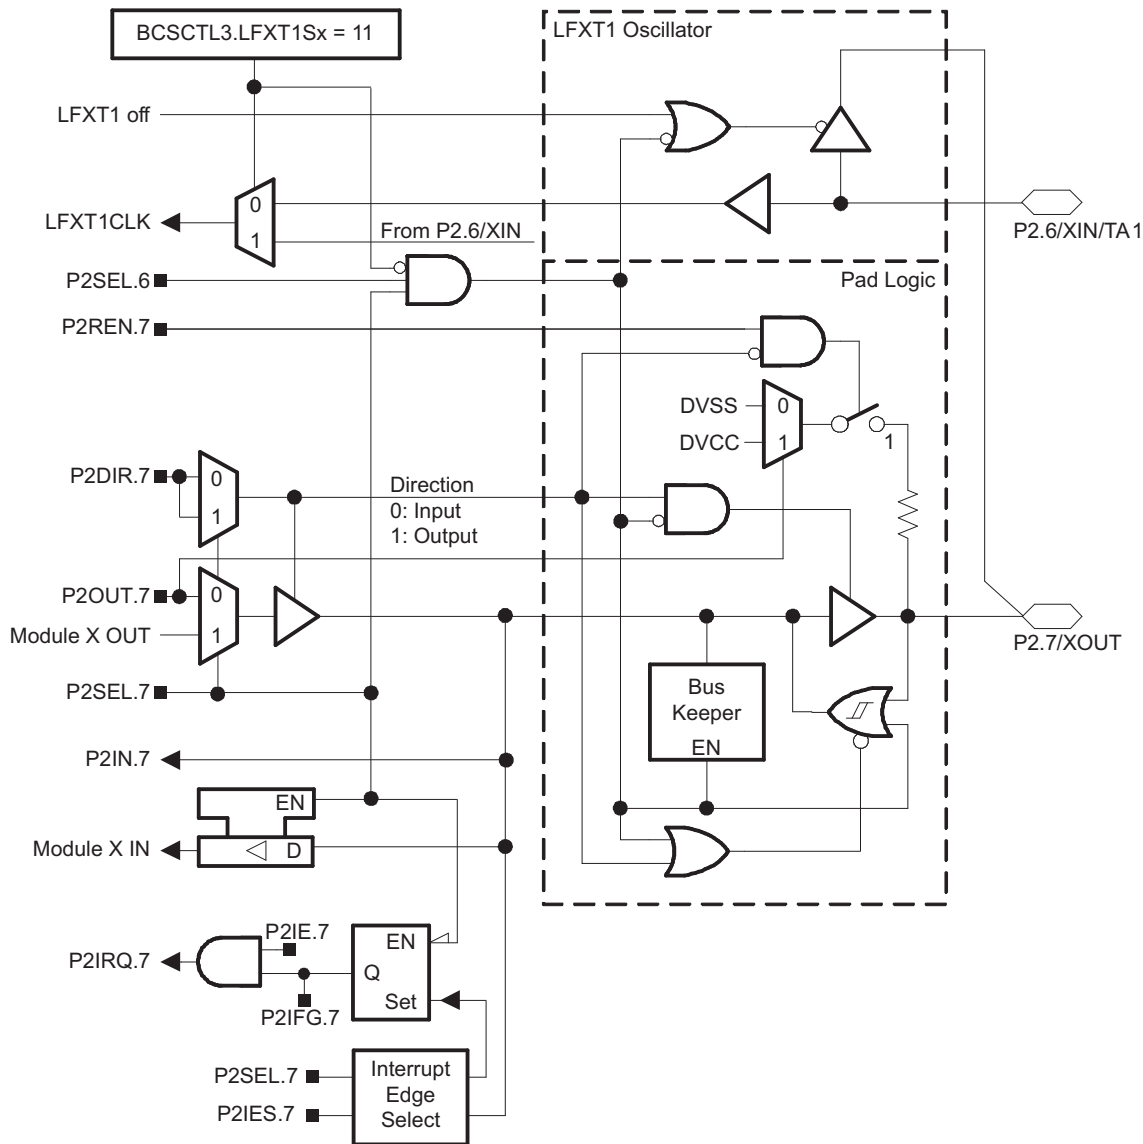 BCSCTL3.LFXT1Sx = 11
LFXT1 Oscillator
LFXT1 off
0
LFXT1CLK
1
From P2.6/XIN
P2.6/XIN/TA1
P2SEL.6
Pad Logic
P2REN.7
DVSS
0
DVCC
1
1
P2DIR.7
0
1
Direction
0: Input
1: Output
P2OUT.7
0
Module X OUT
1
P2.7/XOUT
P2SEL.7
Bus
Keeper
EN
P2IN.7
EN
Module X IN
D
P2IE.7
EN
P2IRQ.7
Q
P2IFG.7
Set
P2SEL.7
P2IES.7
Interrupt
Edge
Select